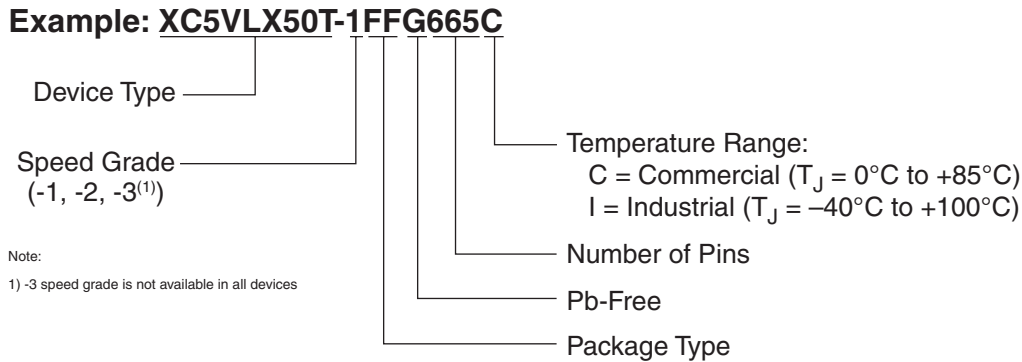 Example: XC5VLX50T-1FFG665C
Device Type
Speed Grade
(-1, -2, -3(1))
Temperature Range:
C = Commercial (TJ = 0°C to +85°C)
I = Industrial (TJ = –40°C to +100°C)
Number of Pins
Pb-Free
Package Type
Note:
1) -3 speed grade is not available in all devices